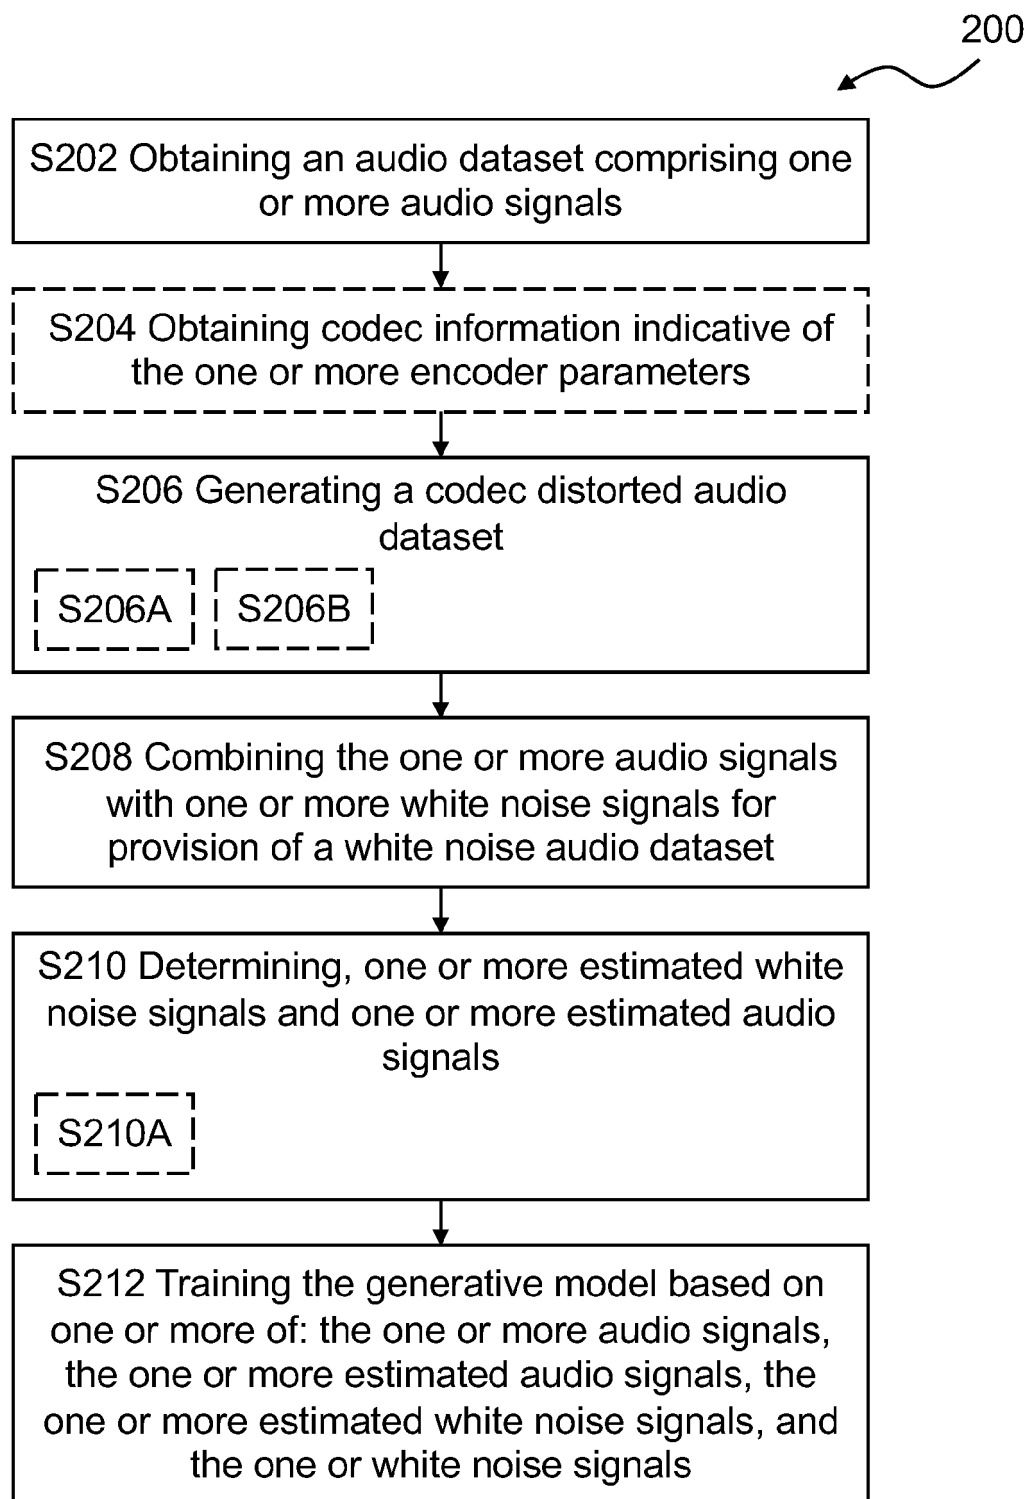 200
S202 Obtaining an audio dataset comprising one
or more audio signals
S204 Obtaining codec information indicative of
the one or more encoder parameters
S206 Generating a codec distorted audio
dataset
S206A
S206B
S208 Combining the one or more audio signals
with one or more white noise signals for
provision of a white noise audio dataset
S210 Determining, one or more estimated white
noise signals and one or more estimated audio
signals
S210A
S212 Training the generative model based on
one or more of: the one or more audio signals,
the one or more estimated audio signals, the
one or more estimated white noise signals, and
the one or white noise signals